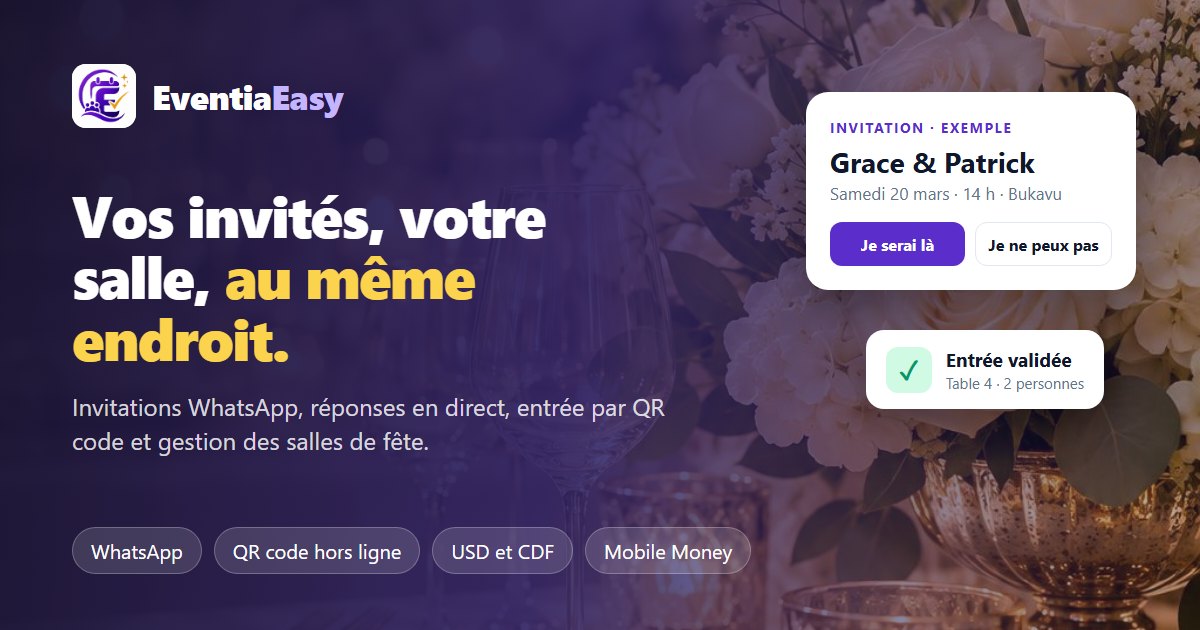 EventiaEasy
Vos invités, votre
salle, au même
endroit.
Invitations WhatsApp, réponses en direct, entrée par QR
code et gestion des salles de fête.
WhatsApp
QR code hors ligne
USD et CDF
Mobile Money
INVITATION · EXEMPLE
Grace & Patrick
Samedi 20 mars · 14 h · Bukavu
Je serai là
Je ne peux pas
Entrée validée
Table 4 · 2 personnes